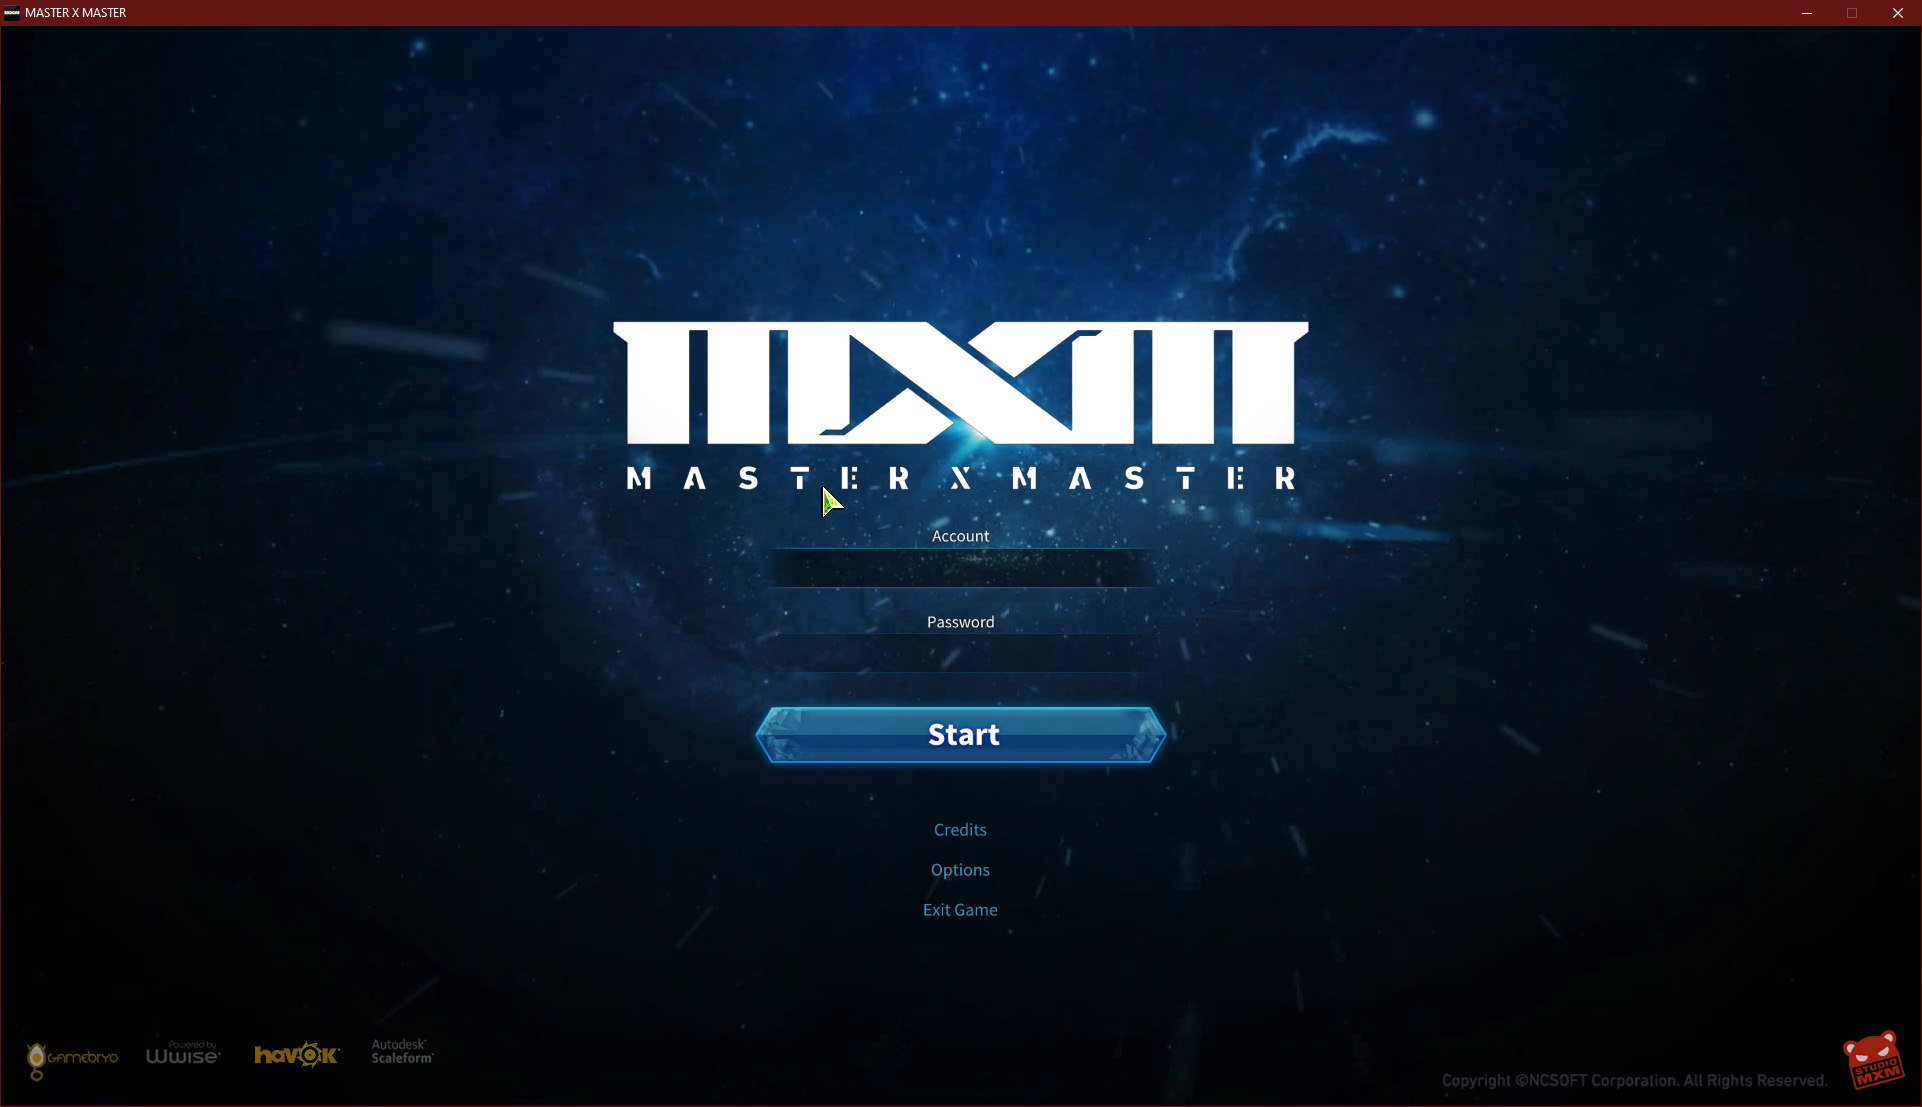 MASTER X MASTER
MXM
MASTER X MASTER
Account
Password
Start
Credits
Options
Exit Game
GAMEBRYO
Powered by
Wwise
havok
Autodesk
Scaleform
Copyright ©NCSOFT Corporation. All Rights Reserved.
STUDIO
MXM